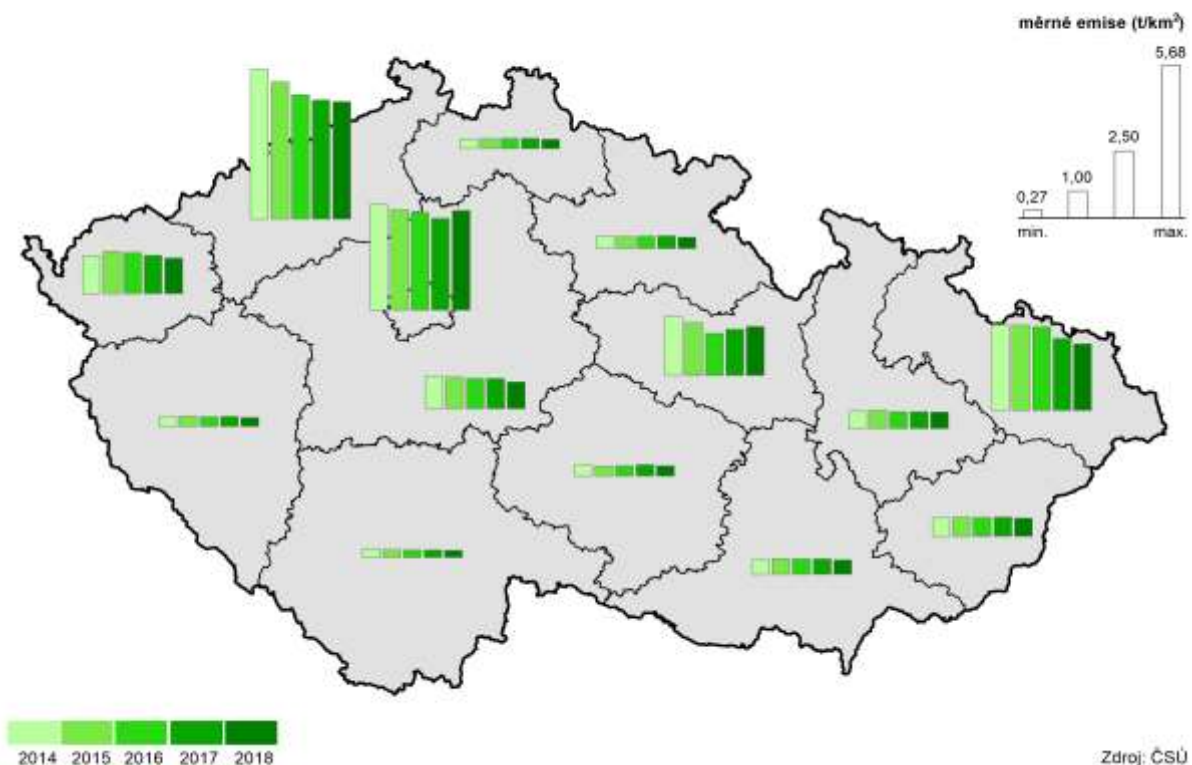 měrné emise (t/km²)
5,68
2,50
1,00
0,27
min.
max.
2014 2015 2016 2017 2018
Zdroj: ČSÚ